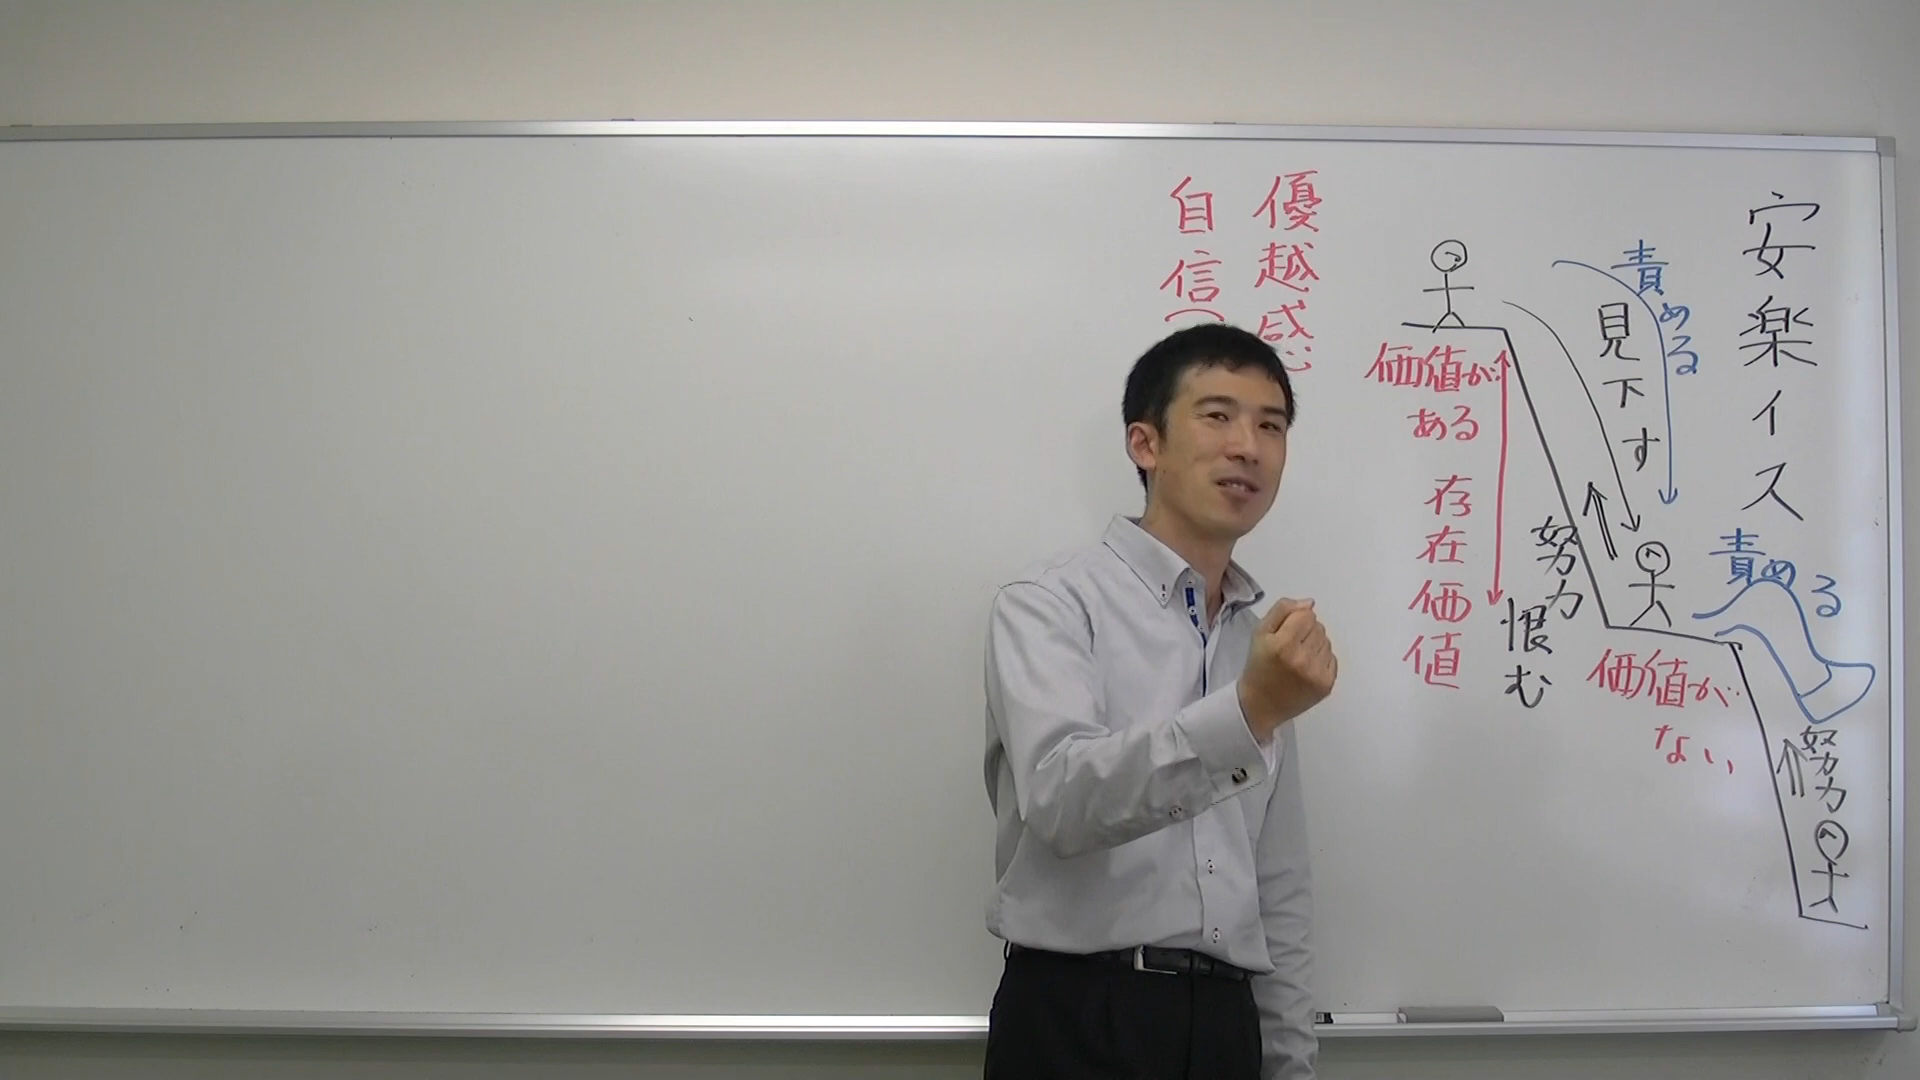 安楽イス
責める
見下す
責める
努力
努力
恨む
価値が
ある
存在価値
価値が
ない
優越感
自信(